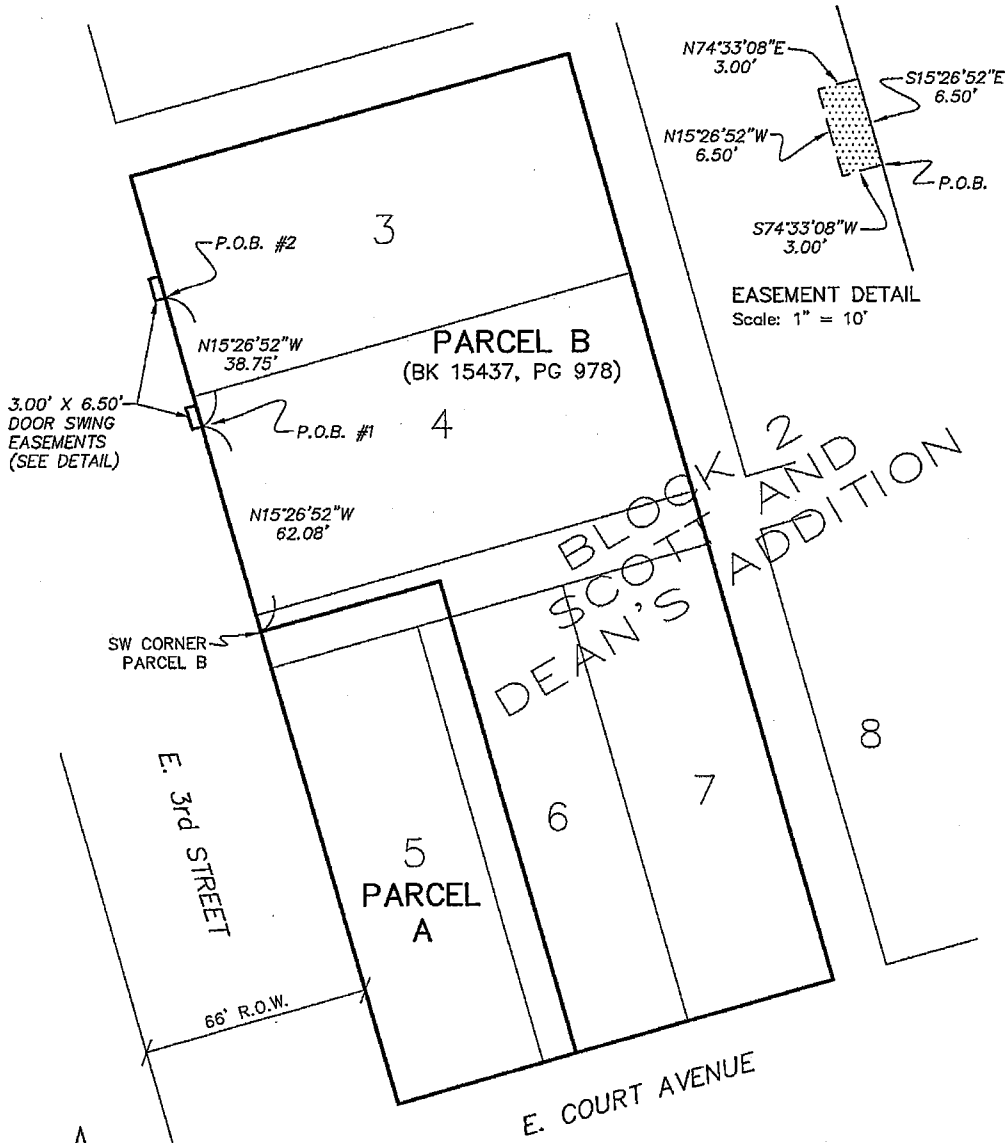 N74°33'08"E
3.00'
S15°26'52"E
6.50'
N15°26'52"W
6.50'
P.O.B.
S74°33'08"W
3.00'
EASEMENT DETAIL
Scale: 1" = 10'
3
P.O.B. #2
N15°26'52"W
38.75'
PARCEL B
(BK 15437, PG 978)
3.00' X 6.50'
DOOR SWING
EASEMENTS
(SEE DETAIL)
P.O.B. #1
4
N15°26'52"W
62.08'
BLOCK 2
SCOTT AND
DEAN'S ADDITION
SW CORNER
PARCEL B
E. 3rd STREET
5
PARCEL
A
6
7
8
66' R.O.W.
E. COURT AVENUE